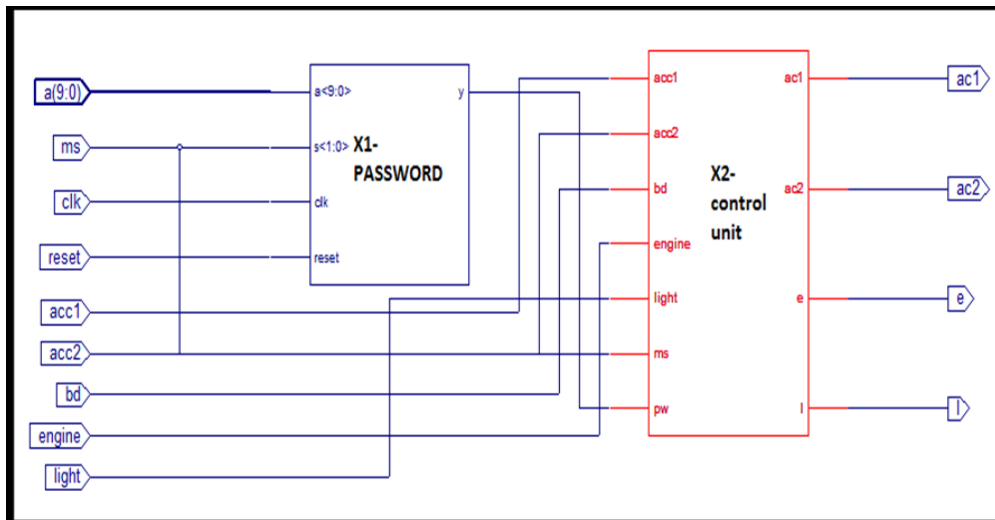 a(9:0)
ms
clk
reset
acc1
acc2
bd
engine
light
a<9:0>
y
s<1:0>
X1-
PASSWORD
clk
reset
acc1
acc2
bd
engine
light
ms
pw
X2-
control
unit
ac1
ac2
e
l
ac1
ac2
e
l